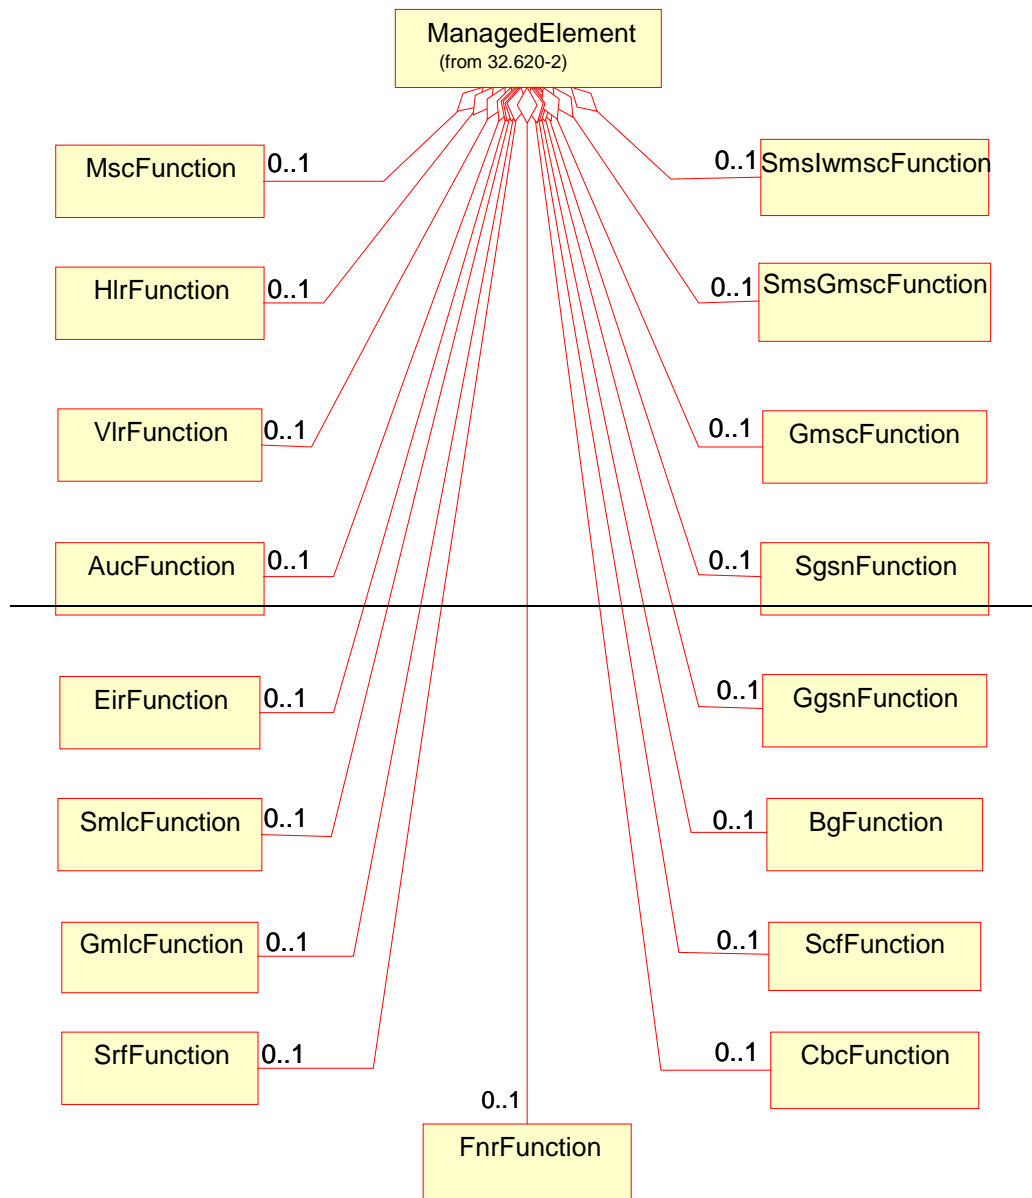 ManagedElement
(from 32.620-2)
MscFunction
0..1
0..1
SmsIwmscFunction
HlrFunction
0..1
0..1
SmsGmscFunction
VlrFunction
0..1
0..1
GmscFunction
AucFunction
0..1
0..1
SgsnFunction
EirFunction
0..1
0..1
GgsnFunction
SmlcFunction
0..1
0..1
BgFunction
GmlcFunction
0..1
0..1
ScfFunction
SrfFunction
0..1
0..1
CbcFunction
0..1
FnrFunction